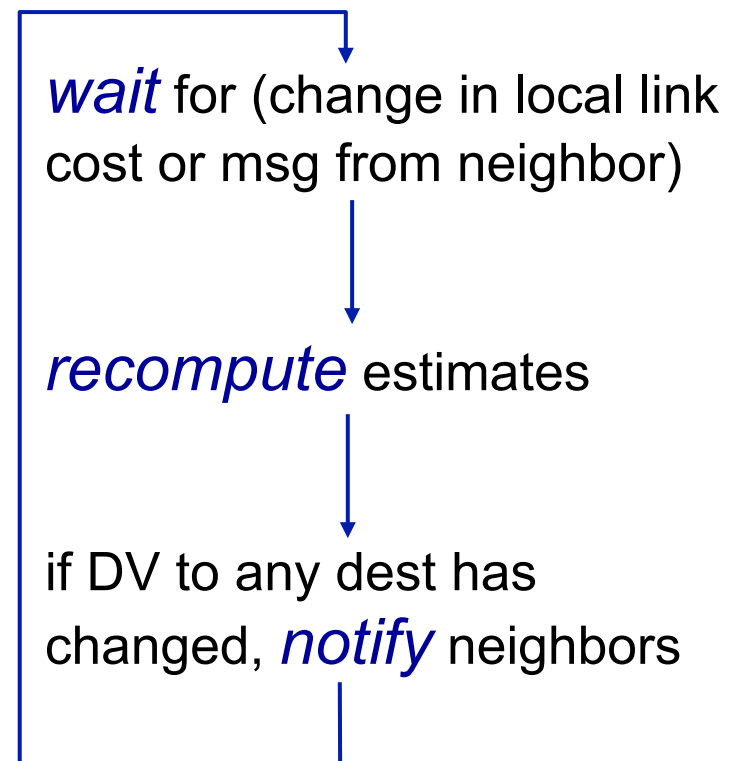 wait for (change in local link
cost or msg from neighbor)
recompute estimates
if DV to any dest has
changed, notify neighbors